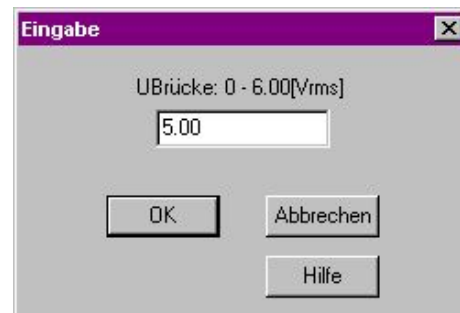 Eingabe
UBrücke: 0 - 6.00[Vrms]
5.00
OK
Abbrechen
Hilfe